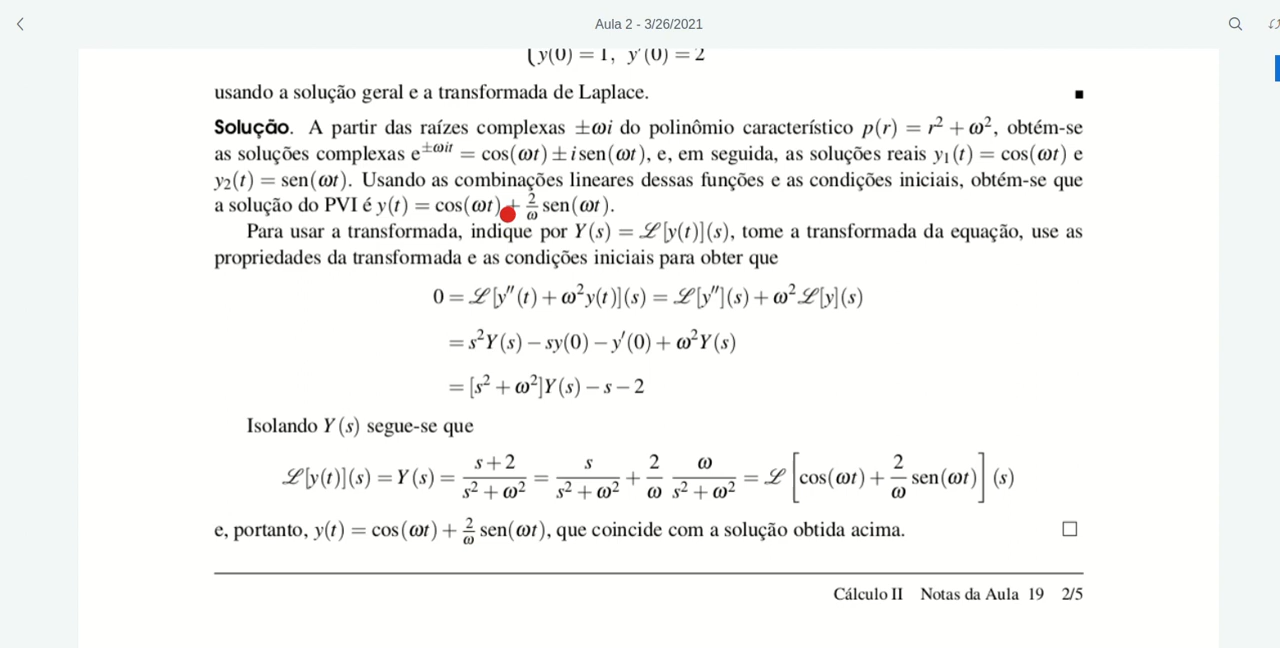 Aula 2 - 3/26/2021
{y(0) = 1, y′(0) = 2
usando a solução geral e a transformada de Laplace. ■
Solução. A partir das raízes complexas ±ωi do polinômio característico p(r) = r² + ω², obtém-se
as soluções complexas e^{±ωit} = cos(ωt) ± i sen(ωt), e, em seguida, as soluções reais y₁(t) = cos(ωt) e
y₂(t) = sen(ωt). Usando as combinações lineares dessas funções e as condições iniciais, obtém-se que
a solução do PVI é y(t) = cos(ωt) + 2/ω sen(ωt).
Para usar a transformada, indique por Y(s) = ℒ[y(t)](s), tome a transformada da equação, use as
propriedades da transformada e as condições iniciais para obter que
0 = ℒ[y″(t) + ω²y(t)](s) = ℒ[y″](s) + ω²ℒ[y](s)
= s²Y(s) − sy(0) − y′(0) + ω²Y(s)
= [s² + ω²]Y(s) − s − 2
Isolando Y(s) segue-se que
ℒ[y(t)](s) = Y(s) = (s+2)/(s² + ω²) = s/(s² + ω²) + 2/ω ω/(s² + ω²) = ℒ[cos(ωt) + 2/ω sen(ωt)](s)
e, portanto, y(t) = cos(ωt) + 2/ω sen(ωt), que coincide com a solução obtida acima. □
Cálculo II Notas da Aula 19 2/5